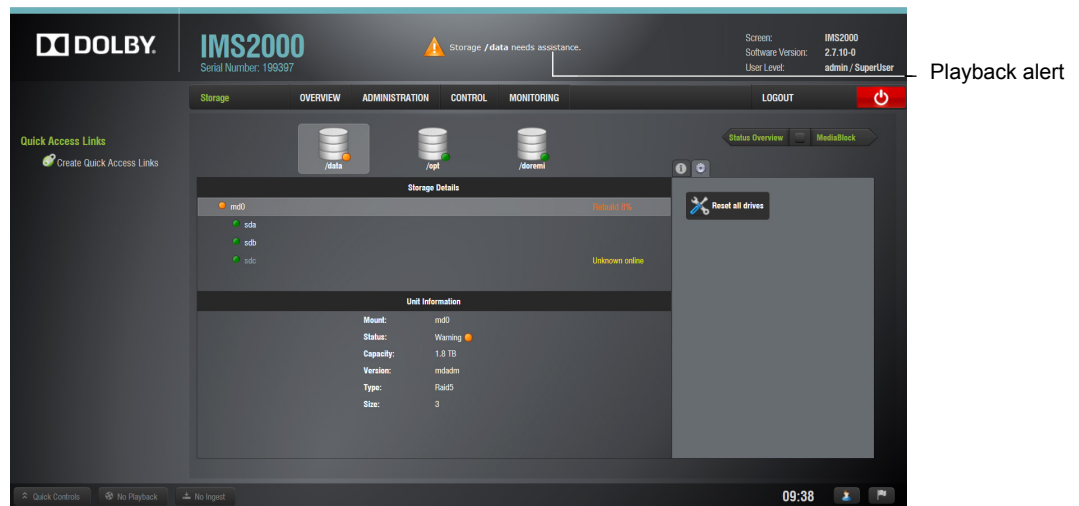 DOLBY.
IMS2000
Serial Number: 199397
Storage /data needs assistance.
Screen: IMS2000
Software Version: 2.7.10-0
User Level: admin / SuperUser
Playback alert
Storage OVERVIEW ADMINISTRATION CONTROL MONITORING LOGOUT
Quick Access Links
Create Quick Access Links
/data /opt /doremi
Status Overview MediaBlock
Storage Details
md0 Rebuild 0%
sda
sdb
sdc Unknown online
Reset all drives
Unit Information
Mount: md0
Status: Warning
Capacity: 1.8 TB
Version: mdadm
Type: Raid5
Size: 3
Quick Controls No Playback No Ingest 09:38